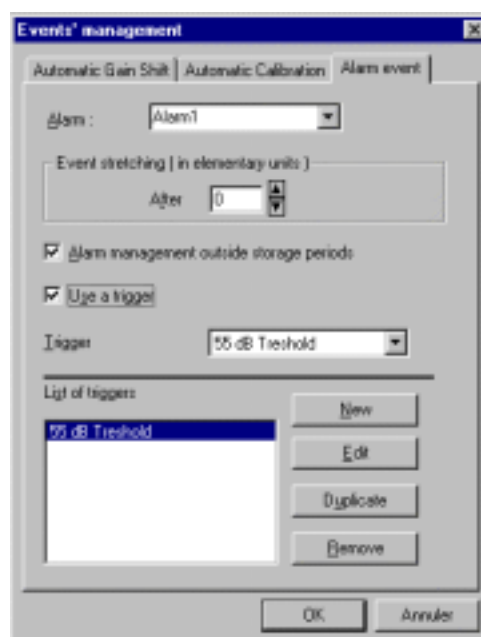 Events' management
Automatic Gain Shift Automatic Calibration Alarm event
Alarm : Alarm1
Event stretching ( in elementary units )
After 0
Alarm management outside storage periods
Use a trigger
Trigger 55 dB Treshold
List of triggers
New
55 dB Treshold
Edit
Duplicate
Remove
OK Annuler